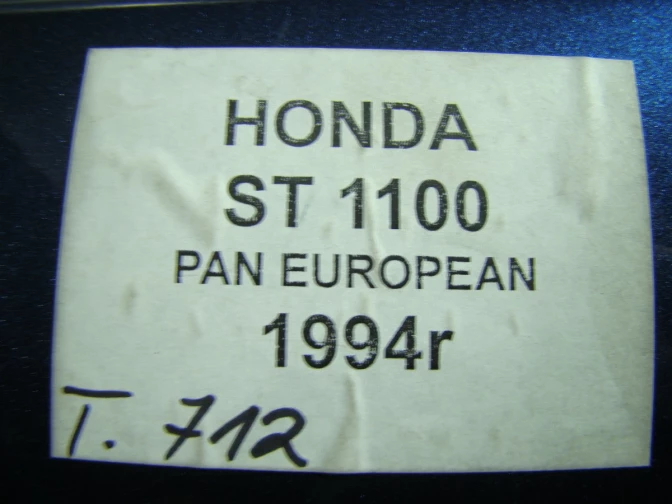 HONDA
ST 1100
PAN EUROPEAN
1994r
T. 712